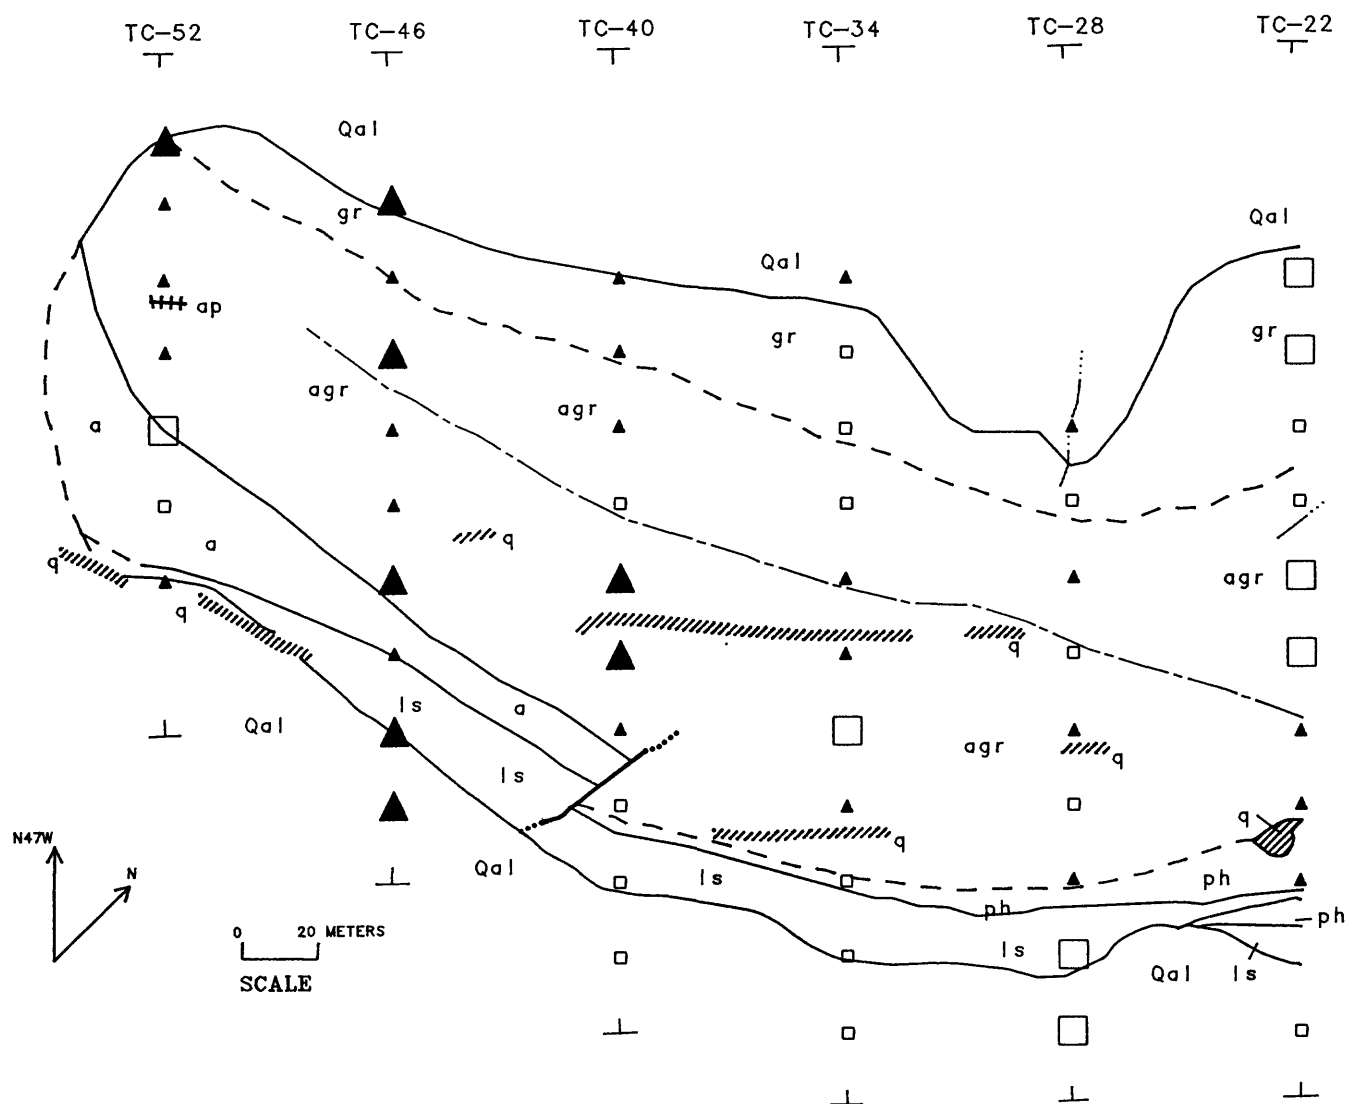 TC-52 TC-46 TC-40 TC-34 TC-28 TC-22
Qal
Qal
gr
Qal
ap
gr
gr
agr
agr
a
q
a
q
agr
q
q
ls
a
Qal
agr
q
ls
N47W
q
q
N
Qal
ls
ph
ph
ph
0 20 METERS
ls
Qal
ls
SCALE